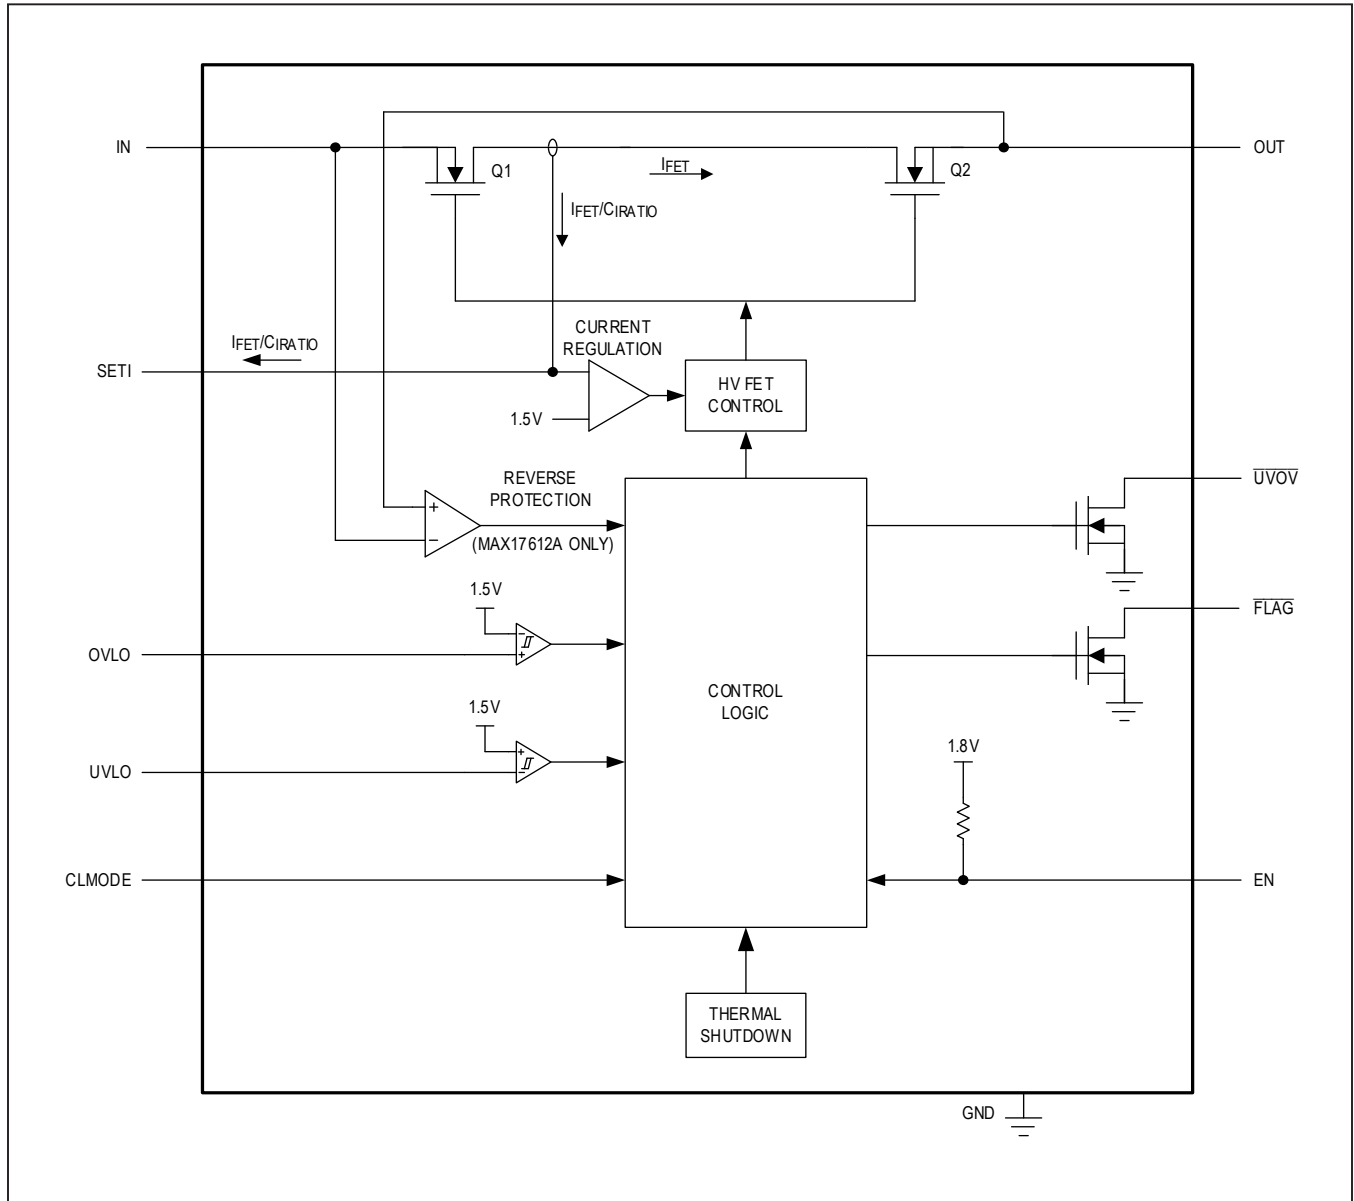 IN
Q1
IFET
Q2
OUT
IFET/CIRATIO
IFET/CIRATIO
SETI
CURRENT
REGULATION
1.5V
HV FET
CONTROL
REVERSE
PROTECTION
(MAX17612A ONLY)
+
−
UVOV
1.5V
−
+
OVLO
FLAG
CONTROL
LOGIC
1.5V
+
−
UVLO
1.8V
CLMODE
EN
THERMAL
SHUTDOWN
GND